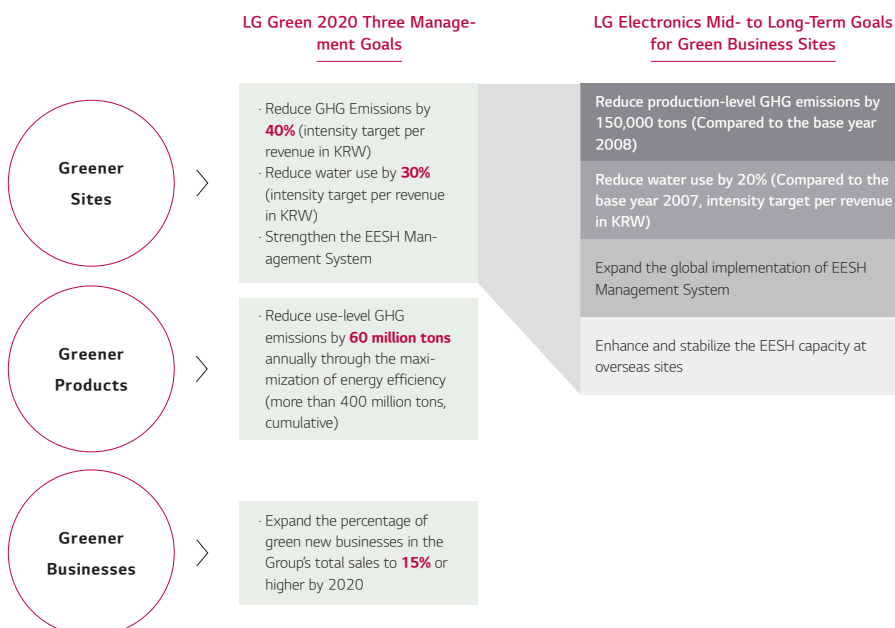 LG Green 2020 Three Manage-
ment Goals
LG Electronics Mid- to Long-Term Goals
for Green Business Sites
Greener
Sites
· Reduce GHG Emissions by
40% (intensity target per
revenue in KRW)
· Reduce water use by 30%
(intensity target per revenue
in KRW)
· Strengthen the EESH Man-
agement System
Reduce production-level GHG emissions by
150,000 tons (Compared to the base year
2008)
Reduce water use by 20% (Compared to the
base year 2007, intensity target per revenue
in KRW)
Expand the global implementation of EESH
Management System
Enhance and stabilize the EESH capacity at
overseas sites
Greener
Products
· Reduce use-level GHG
emissions by 60 million tons
annually through the maxi-
mization of energy efficiency
(more than 400 million tons,
cumulative)
Greener
Businesses
· Expand the percentage of
green new businesses in the
Group's total sales to 15% or
higher by 2020